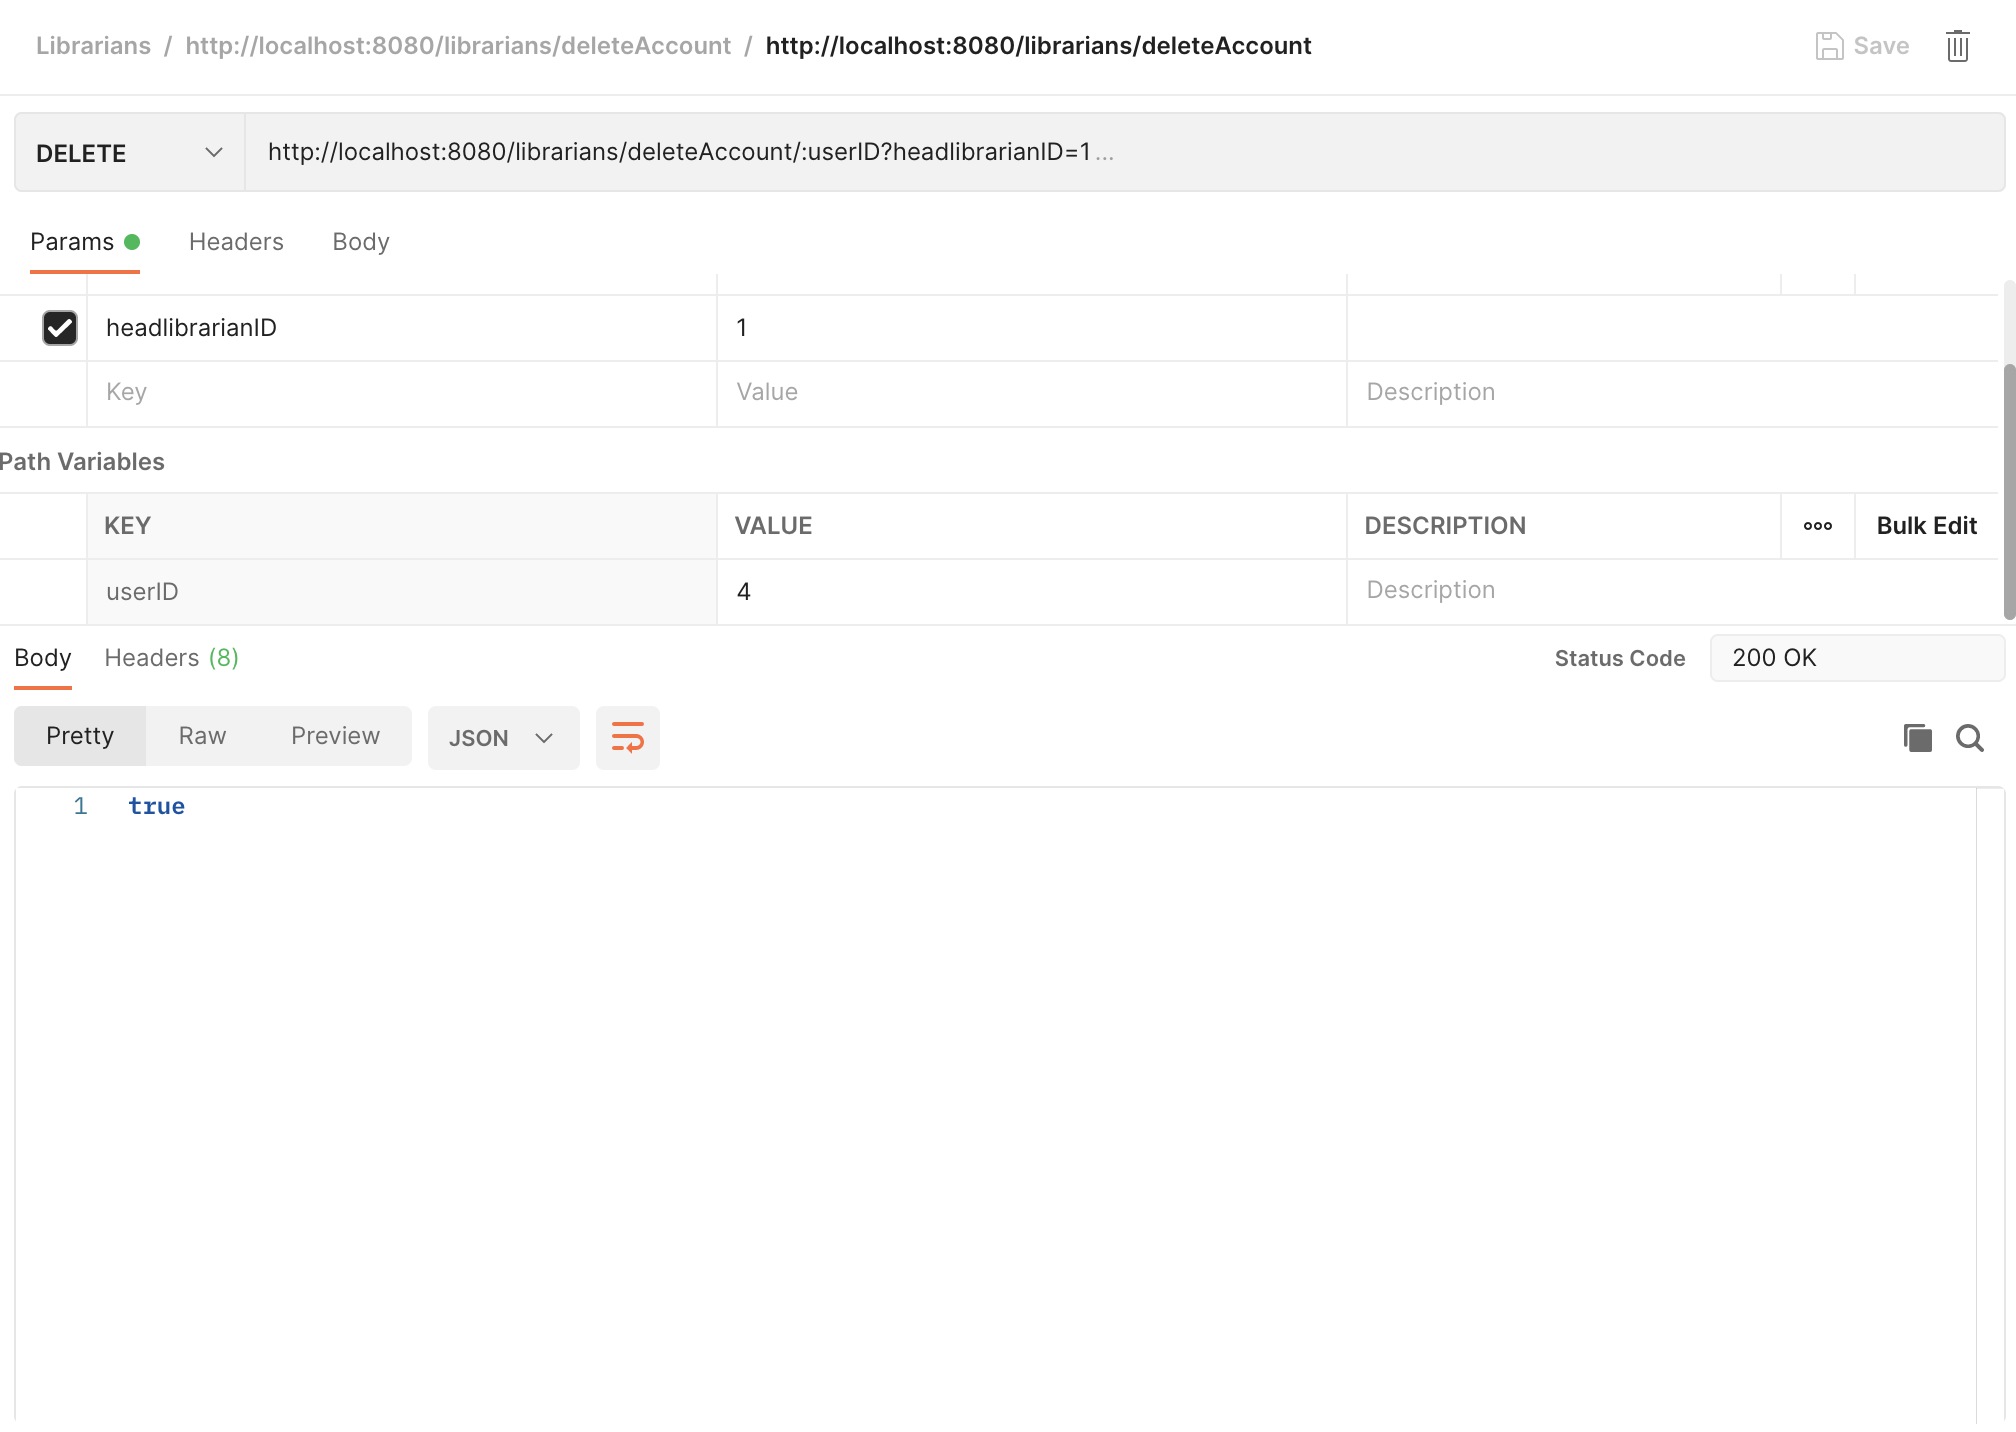 Librarians / http://localhost:8080/librarians/deleteAccount / http://localhost:8080/librarians/deleteAccount Save
DELETE http://localhost:8080/librarians/deleteAccount/:userID?headlibrarianID=1...
Params Headers Body
headlibrarianID 1
Key Value Description
Path Variables
KEY VALUE DESCRIPTION Bulk Edit
userID 4 Description
Body Headers (8) Status Code 200 OK
Pretty Raw Preview JSON
1 true